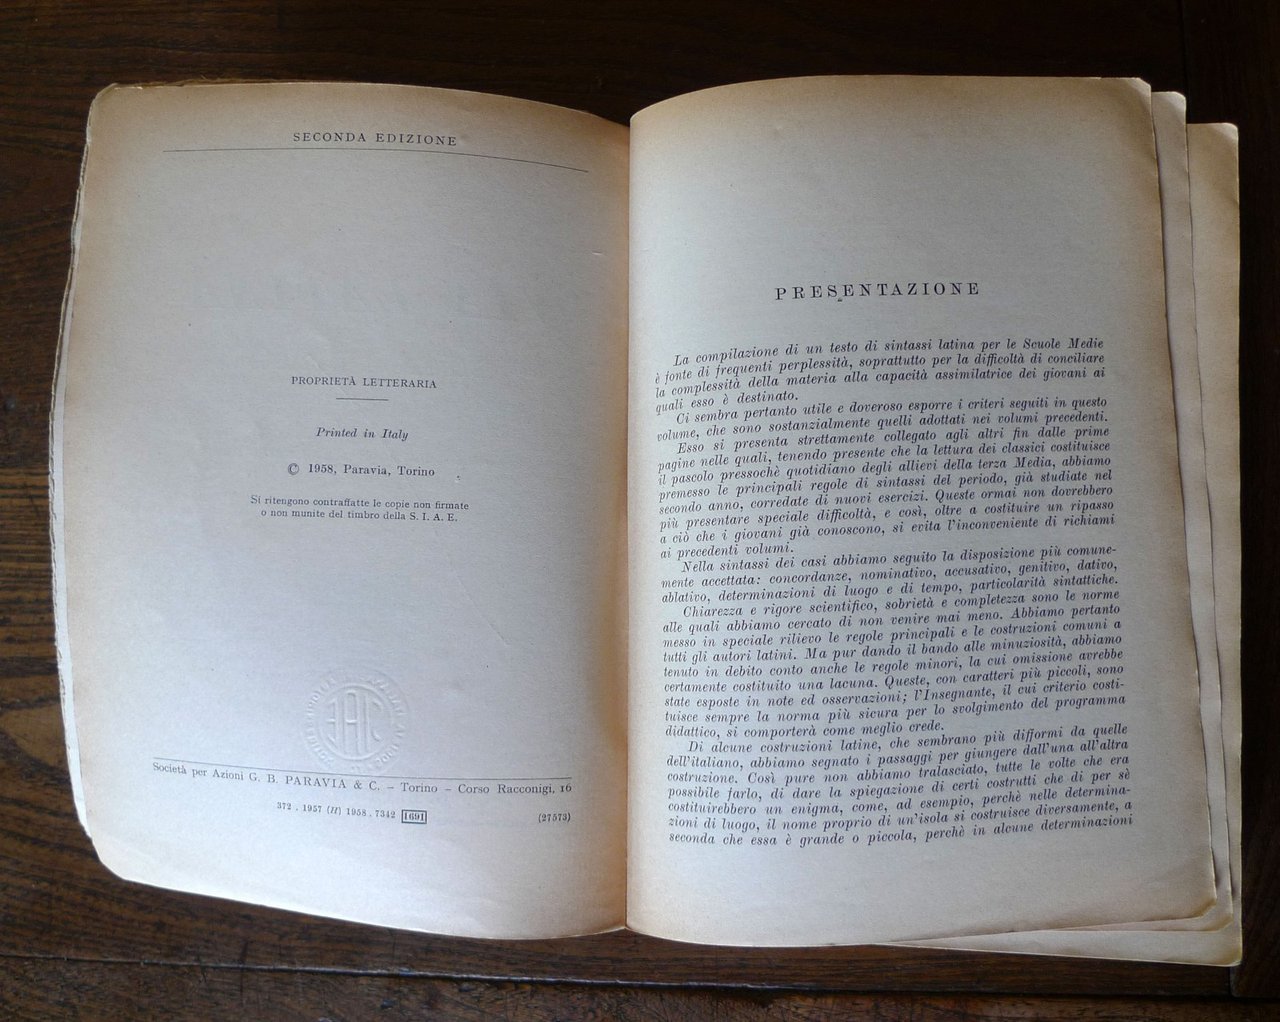 SECONDA EDIZIONE
PROPRIETÀ LETTERARIA
Printed in Italy
© 1958, Paravia, Torino
Si ritengono contraffatte le copie non firmate
o non munite del timbro della S. I. A. E.
Società per Azioni G. B. PARAVIA & C. – Torino – Corso Racconigi, 16
372 . 1957 (II) 1958 . 7342 1691
(27573)
PRESENTAZIONE
La compilazione di un testo di sintassi latina per le Scuole Medie
è fonte di frequenti perplessità, soprattutto per la difficoltà di conciliare
la complessità della materia alla capacità assimilatrice dei giovani ai
quali esso è destinato.
Ci sembra pertanto utile e doveroso esporre i criteri seguiti in questo
volume, che sono sostanzialmente quelli adottati nei volumi precedenti.
Esso si presenta strettamente collegato agli altri fin dalle prime
pagine nelle quali, tenendo presente che la lettura dei classici costituisce
il pascolo pressochè quotidiano degli allievi della terza Media, abbiamo
premesso le principali regole di sintassi del periodo, già studiate nel
secondo anno, corredate di nuovi esercizi. Queste ormai non dovrebbero
più presentare speciale difficoltà, e così, oltre a costituire un ripasso
a ciò che i giovani già conoscono, si evita l'inconveniente di richiami
ai precedenti volumi.
Nella sintassi dei casi abbiamo seguito la disposizione più comune-
mente accettata: concordanze, nominativo, accusativo, genitivo, dativo,
ablativo, determinazioni di luogo e di tempo, particolarità sintattiche.
Chiarezza e rigore scientifico, sobrietà e completezza sono le norme
alle quali abbiamo cercato di non venire mai meno. Abbiamo pertanto
messo in speciale rilievo le regole principali e le costruzioni comuni a
tutti gli autori latini. Ma pur dando il bando alle minuziosità, abbiamo
tenuto in debito conto anche le regole minori, la cui omissione avrebbe
certamente costituito una lacuna. Queste, con caratteri più piccoli, sono
state esposte in note ed osservazioni; l'Insegnante, il cui criterio costi-
tuisce sempre la norma più sicura per lo svolgimento del programma
didattico, si comporterà come meglio crede.
Di alcune costruzioni latine, che sembrano più difformi da quelle
dell'italiano, abbiamo segnato i passaggi per giungere dall'una all'altra
costruzione. Così pure non abbiamo tralasciato, tutte le volte che era
possibile farlo, di dare la spiegazione di certi costrutti che di per sè
costituirebbero un enigma, come, ad esempio, perchè nelle determina-
zioni di luogo, il nome proprio di un'isola si costruisce diversamente, a
seconda che essa è grande o piccola, perchè in alcune determinazioni